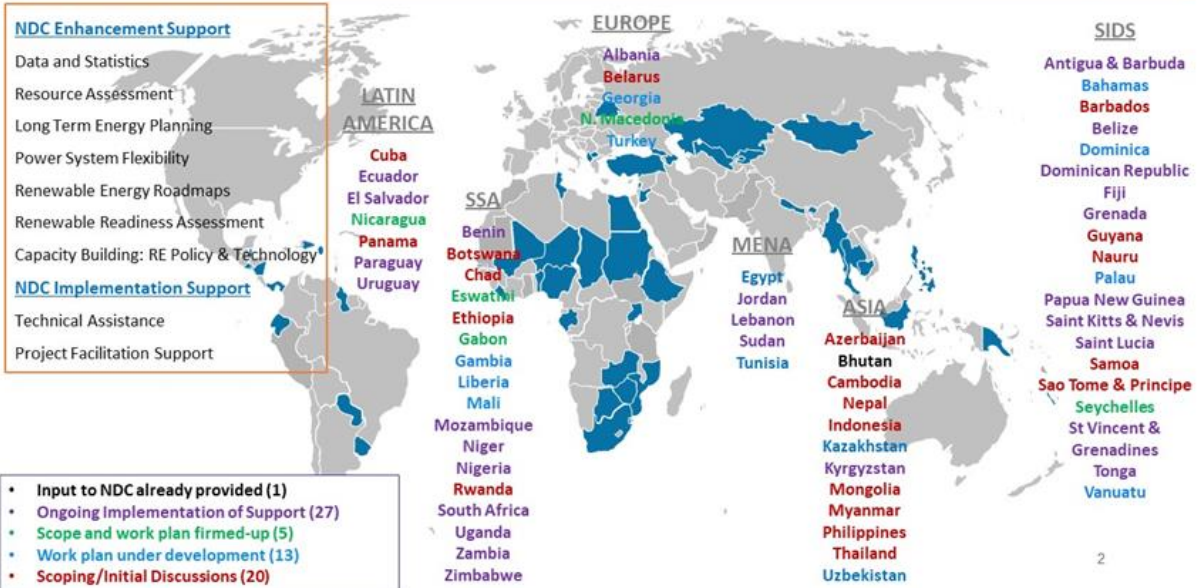 NDC Enhancement Support
Data and Statistics
Resource Assessment
Long Term Energy Planning
Power System Flexibility
Renewable Energy Roadmaps
Renewable Readiness Assessment
Capacity Building: RE Policy & Technology
NDC Implementation Support
Technical Assistance
Project Facilitation Support
LATIN
AMERICA
Cuba
Ecuador
El Salvador
Nicaragua
Panama
Paraguay
Uruguay
EUROPE
Albania
Belarus
Georgia
N. Macedonia
Turkey
SSA
Benin
Botswana
Chad
Eswatini
Ethiopia
Gabon
Gambia
Liberia
Mali
Mozambique
Niger
Nigeria
Rwanda
South Africa
Uganda
Zambia
Zimbabwe
MENA
Egypt
Jordan
Lebanon
Sudan
Tunisia
ASIA
Azerbaijan
Bhutan
Cambodia
Nepal
Indonesia
Kazakhstan
Kyrgyzstan
Mongolia
Myanmar
Philippines
Thailand
Uzbekistan
SIDS
Antigua & Barbuda
Bahamas
Barbados
Belize
Dominica
Dominican Republic
Fiji
Grenada
Guyana
Nauru
Palau
Papua New Guinea
Saint Kitts & Nevis
Saint Lucia
Samoa
Sao Tome & Principe
Seychelles
St Vincent &
Grenadines
Tonga
Vanuatu
• Input to NDC already provided (1)
• Ongoing Implementation of Support (27)
• Scope and work plan firmed-up (5)
• Work plan under development (13)
• Scoping/Initial Discussions (20)
2